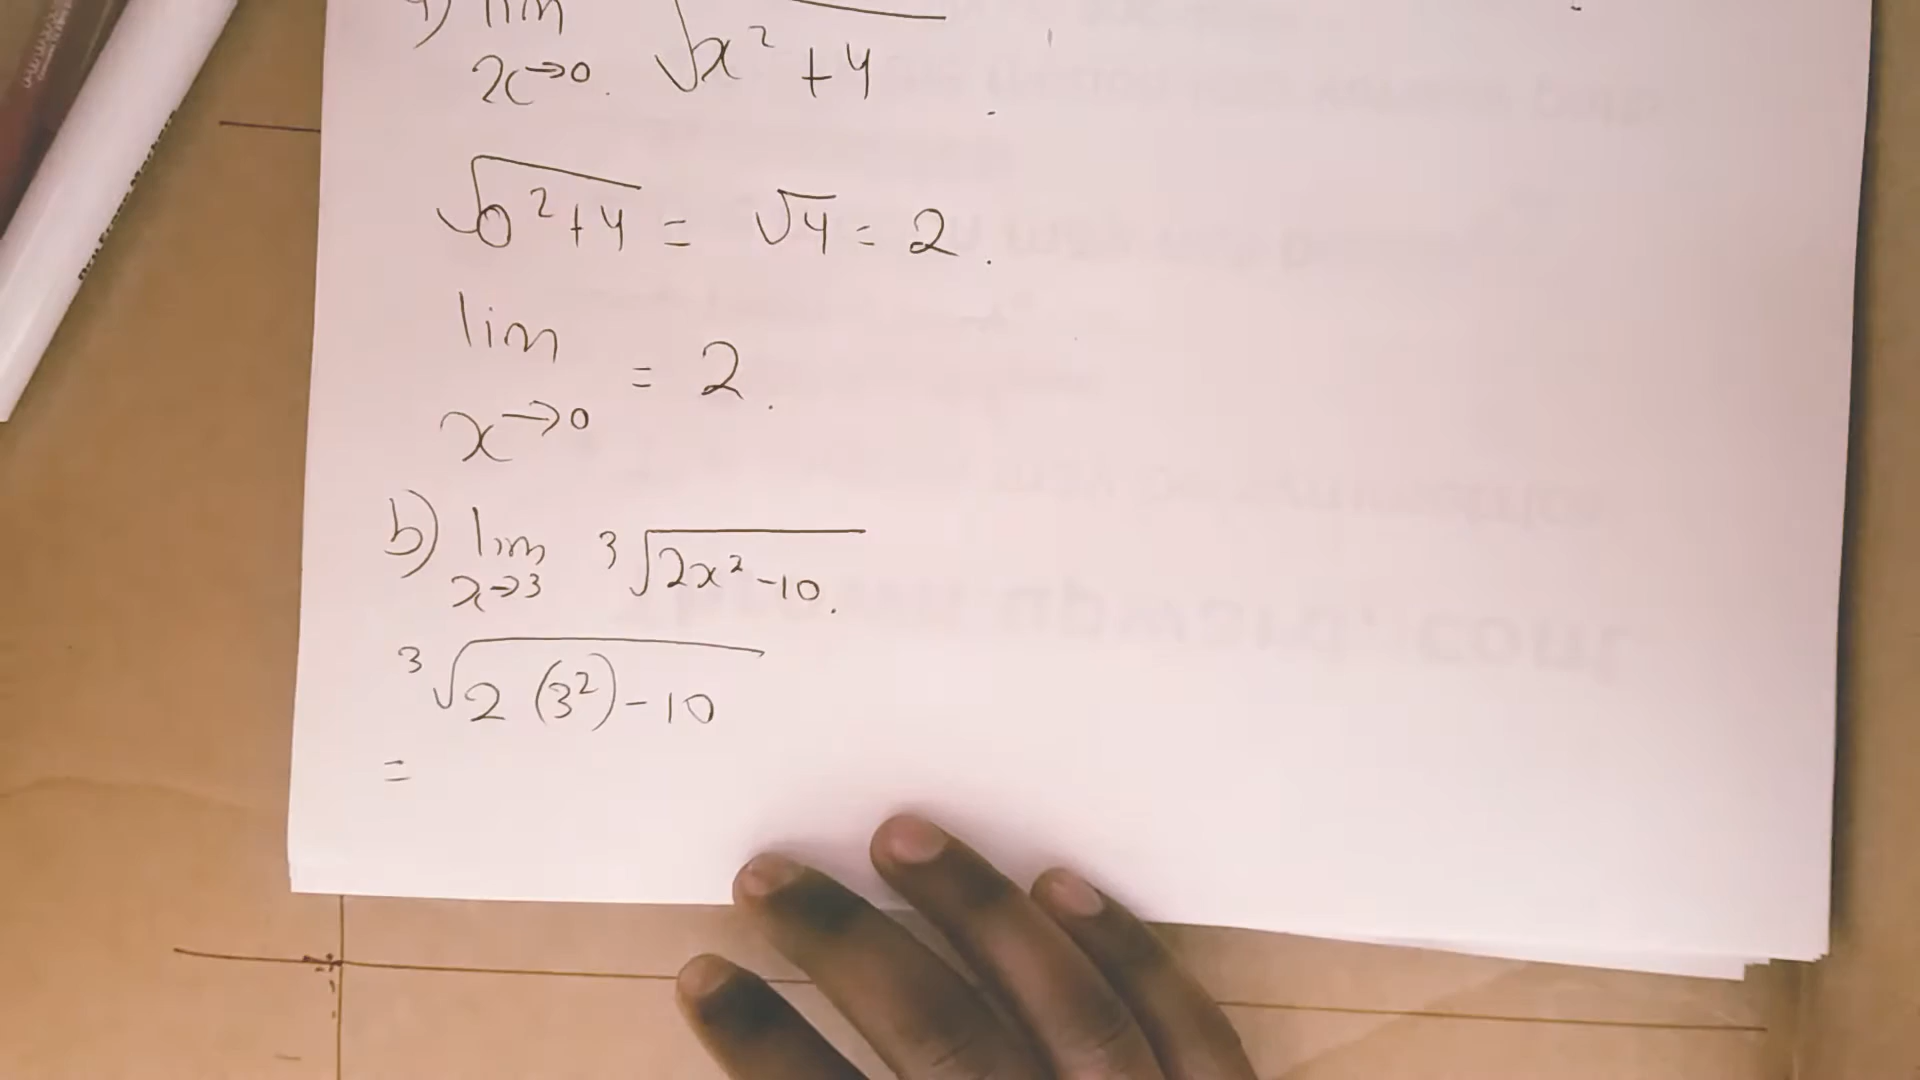 a) lim
x→0 √x² + 4
√0² + 4 = √4 = 2.
lim
x→0 = 2.
b) lim x→3 ³√2x² - 10.
³√2 (3²) - 10
=